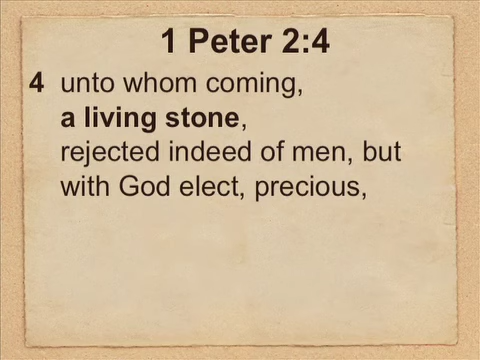 1 Peter 2:4
4 unto whom coming,
a living stone,
rejected indeed of men, but
with God elect, precious,